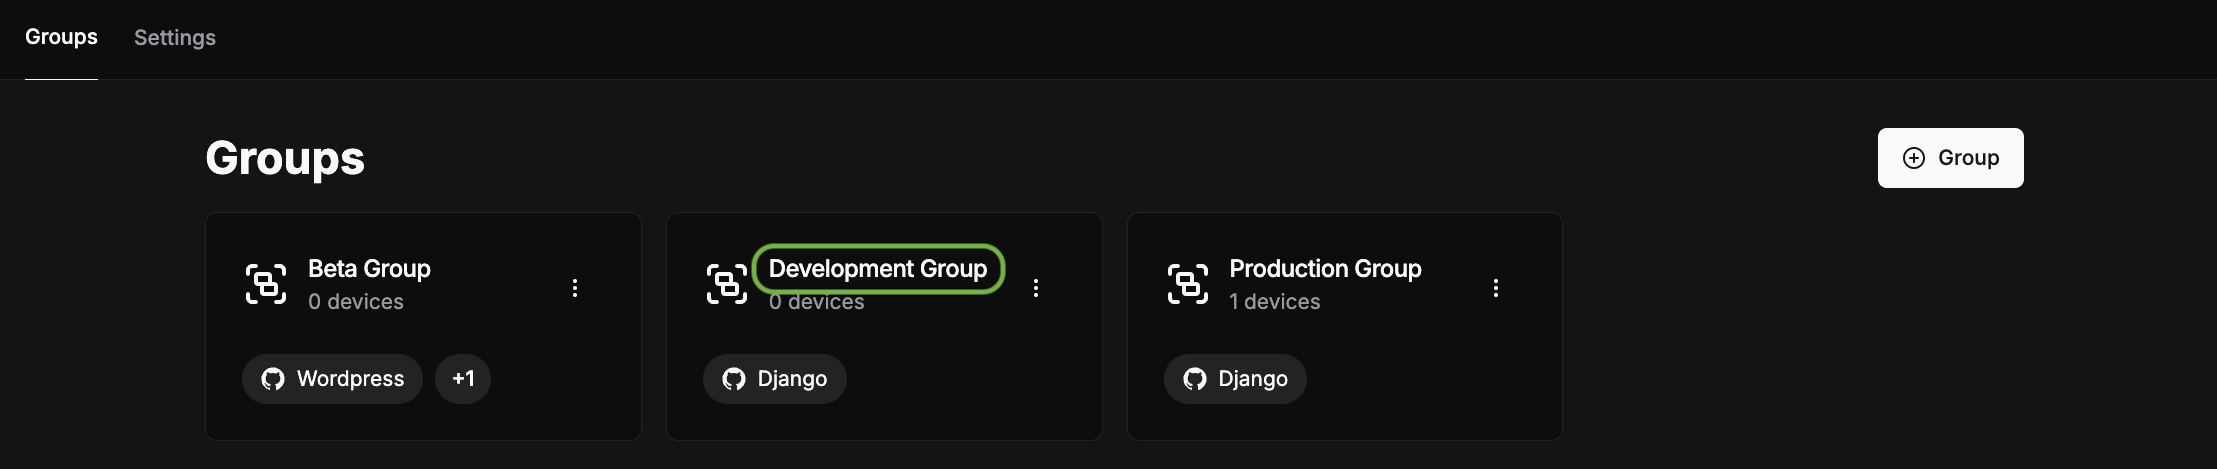 Groups
Settings
Groups
Group
Beta Group
0 devices
Wordpress
+1
Development Group
0 devices
Django
Production Group
1 devices
Django